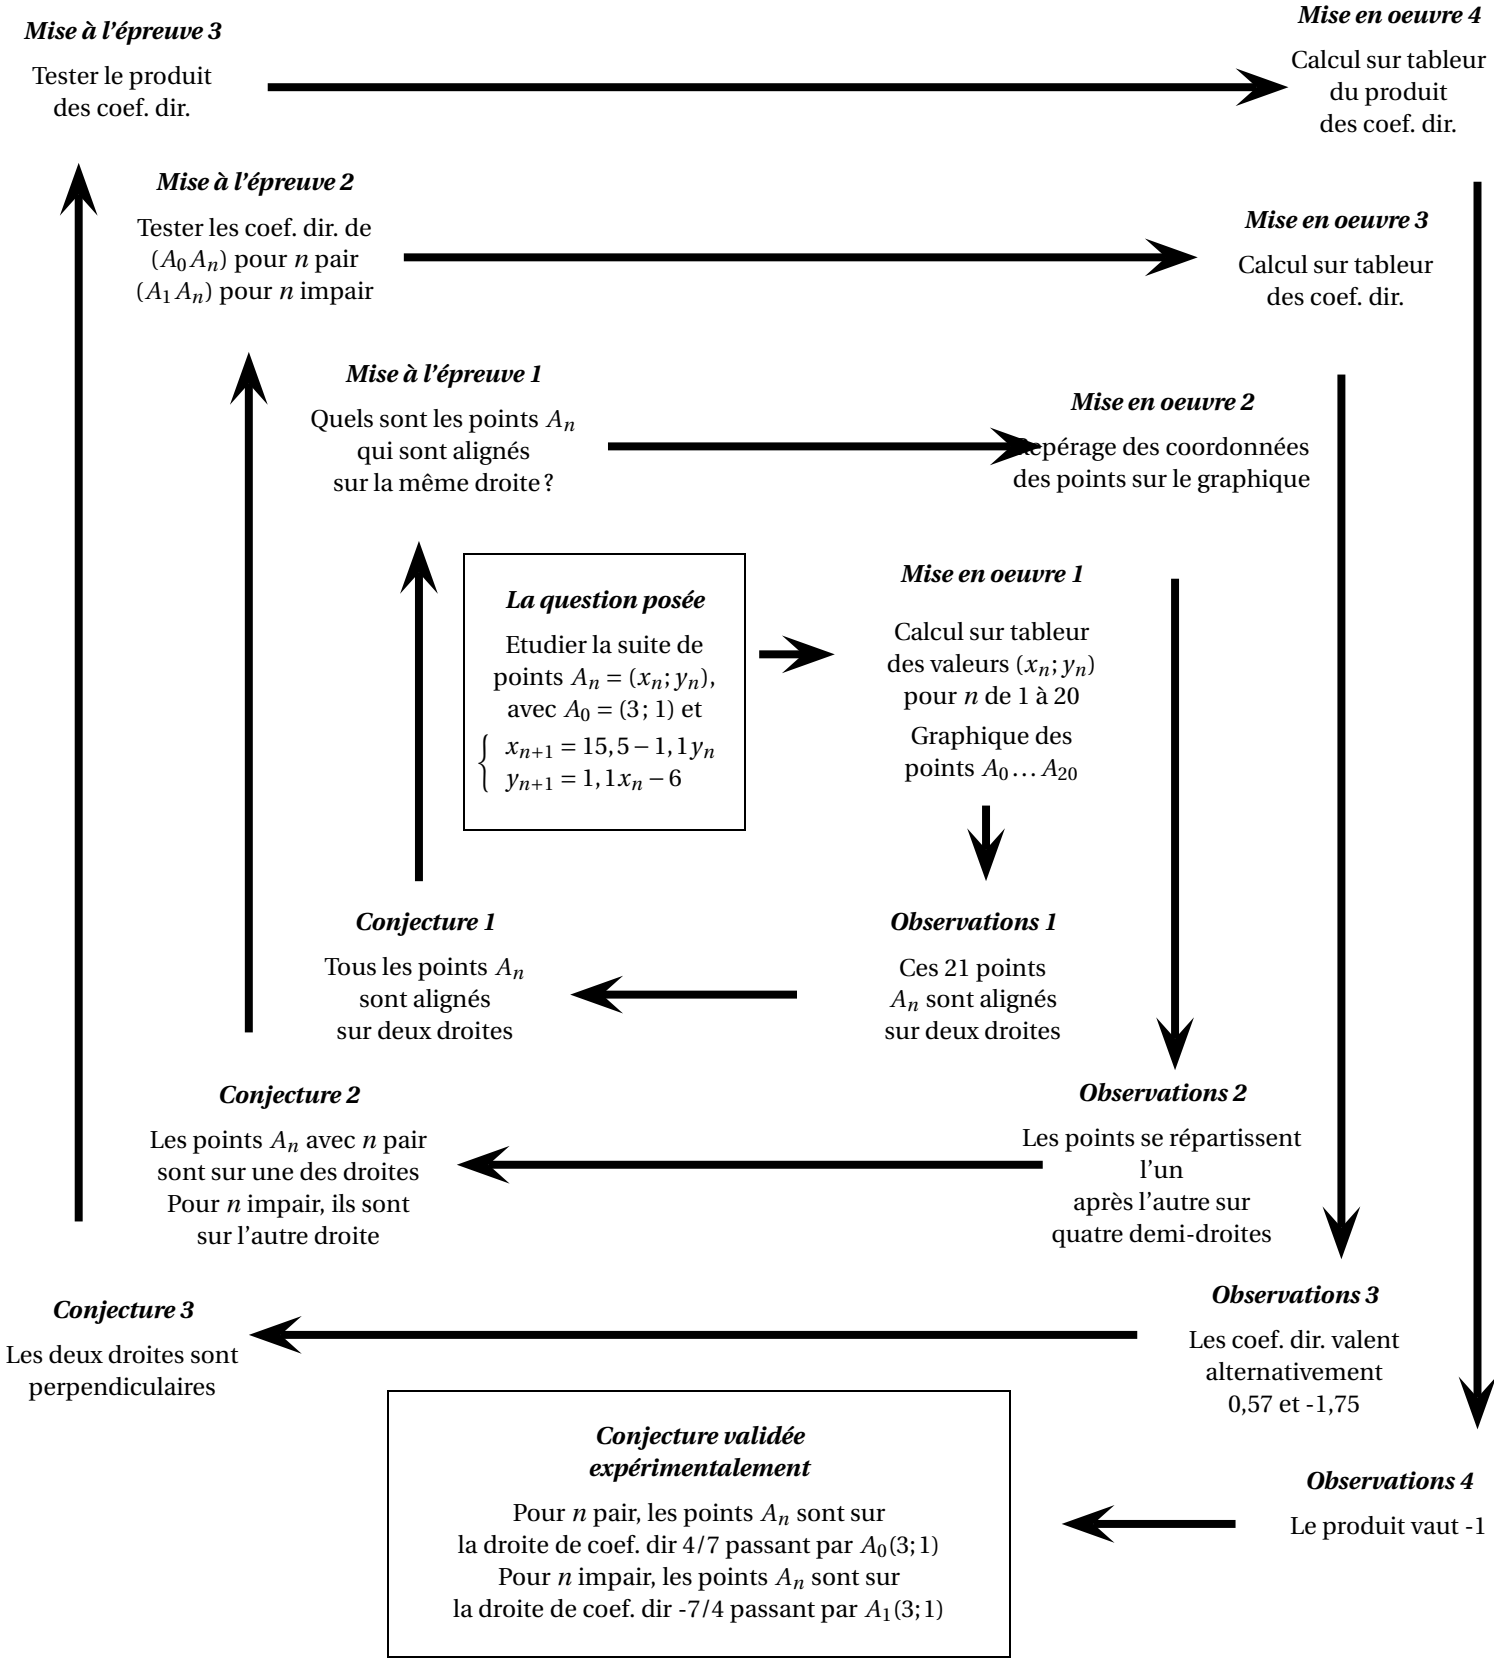 Mise à l'épreuve 3
Tester le produit
des coef. dir.
Mise en oeuvre 4
Calcul sur tableur
du produit
des coef. dir.
Mise à l'épreuve 2
Tester les coef. dir. de
(A₀Aₙ) pour n pair
(A₁Aₙ) pour n impair
Mise en oeuvre 3
Calcul sur tableur
des coef. dir.
Mise à l'épreuve 1
Quels sont les points Aₙ
qui sont alignés
sur la même droite ?
Mise en oeuvre 2
Repérage des coordonnées
des points sur le graphique
La question posée
Etudier la suite de
points Aₙ = (xₙ; yₙ),
avec A₀ = (3; 1) et
{ xₙ₊₁ = 15,5 − 1,1yₙ
yₙ₊₁ = 1,1xₙ − 6
Mise en oeuvre 1
Calcul sur tableur
des valeurs (xₙ; yₙ)
pour n de 1 à 20
Graphique des
points A₀ … A₂₀
Conjecture 1
Tous les points Aₙ
sont alignés
sur deux droites
Observations 1
Ces 21 points
Aₙ sont alignés
sur deux droites
Conjecture 2
Les points Aₙ avec n pair
sont sur une des droites
Pour n impair, ils sont
sur l'autre droite
Observations 2
Les points se répartissent
l'un
après l'autre sur
quatre demi-droites
Conjecture 3
Les deux droites sont
perpendiculaires
Observations 3
Les coef. dir. valent
alternativement
0,57 et -1,75
Conjecture validée
expérimentalement
Pour n pair, les points Aₙ sont sur
la droite de coef. dir 4/7 passant par A₀(3; 1)
Pour n impair, les points Aₙ sont sur
la droite de coef. dir -7/4 passant par A₁(3; 1)
Observations 4
Le produit vaut -1